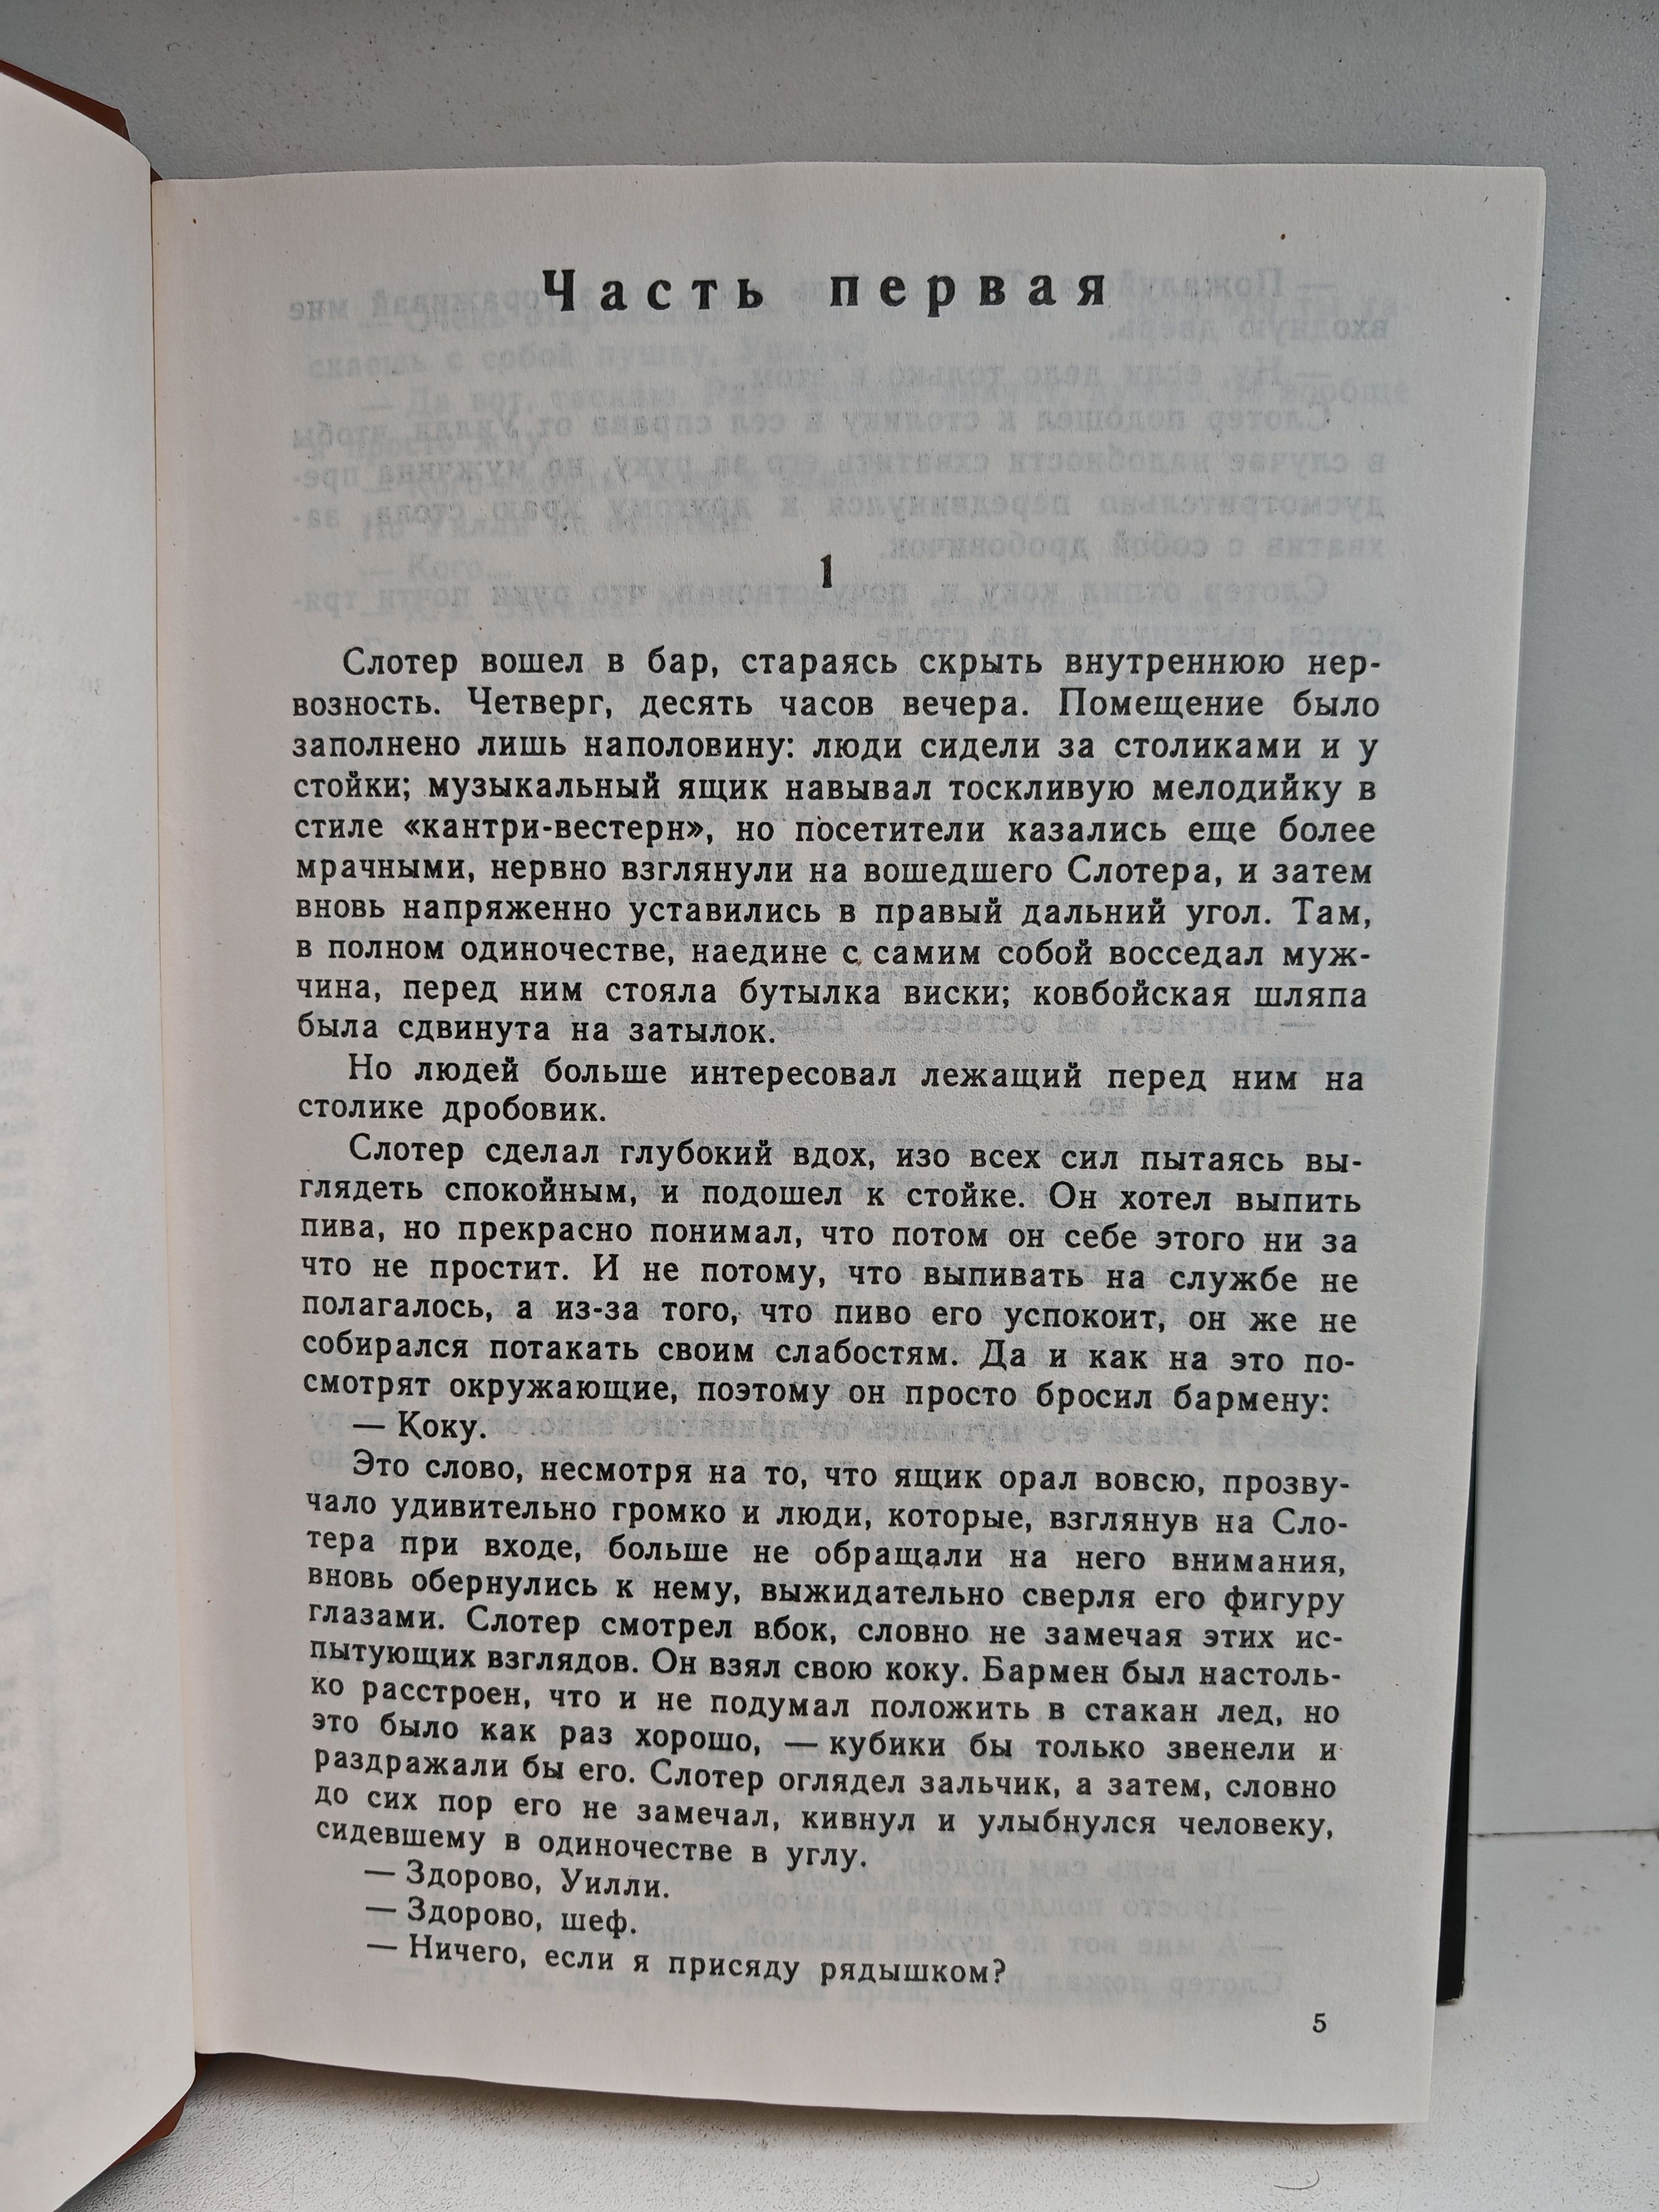 Часть первая
1
Слотер вошел в бар, стараясь скрыть внутреннюю нер-
возность. Четверг, десять часов вечера. Помещение было
заполнено лишь наполовину: люди сидели за столиками и у
стойки; музыкальный ящик навывал тоскливую мелодийку в
стиле «кантри-вестерн», но посетители казались еще более
мрачными, нервно взглянули на вошедшего Слотера, и затем
вновь напряженно уставились в правый дальний угол. Там,
в полном одиночестве, наедине с самим собой восседал муж-
чина, перед ним стояла бутылка виски; ковбойская шляпа
была сдвинута на затылок.
Но людей больше интересовал лежащий перед ним на
столике дробовик.
Слотер сделал глубокий вдох, изо всех сил пытаясь вы-
глядеть спокойным, и подошел к стойке. Он хотел выпить
пива, но прекрасно понимал, что потом он себе этого ни за
что не простит. И не потому, что выпивать на службе не
полагалось, а из-за того, что пиво его успокоит, он же не
собирался потакать своим слабостям. Да и как на это по-
смотрят окружающие, поэтому он просто бросил бармену:
— Коку.
Это слово, несмотря на то, что ящик орал вовсю, прозву-
чало удивительно громко и люди, которые, взглянув на Сло-
тера при входе, больше не обращали на него внимания,
вновь обернулись к нему, выжидательно сверля его фигуру
глазами. Слотер смотрел вбок, словно не замечая этих ис-
пытующих взглядов. Он взял свою коку. Бармен был настоль-
ко расстроен, что и не подумал положить в стакан лед, но
это было как раз хорошо, — кубики бы только звенели и
раздражали бы его. Слотер оглядел зальчик, а затем, словно
до сих пор его не замечал, кивнул и улыбнулся человеку,
сидевшему в одиночестве в углу.
— Здорово, Уилли.
— Здорово, шеф.
— Ничего, если я присяду рядышком?
5